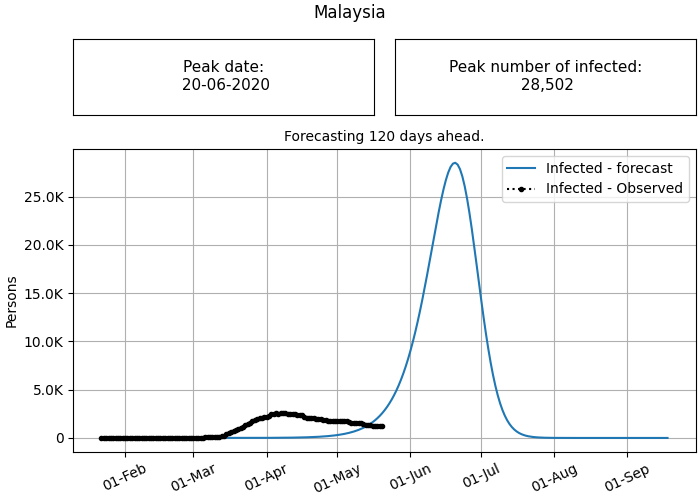 Malaysia
Peak date:
20-06-2020
Peak number of infected:
28,502
Forecasting 120 days ahead.
Infected - forecast
Infected - Observed
25.0K
20.0K
15.0K
10.0K
5.0K
0
Persons
01-Feb
01-Mar
01-Apr
01-May
01-Jun
01-Jul
01-Aug
01-Sep